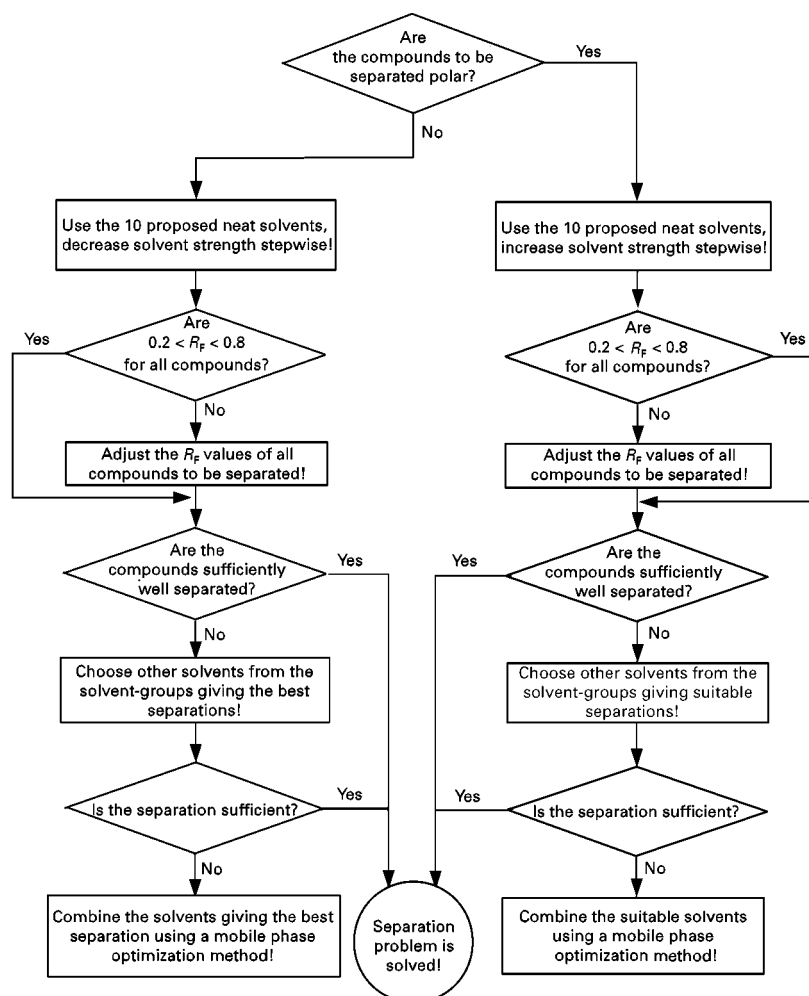 Are
the compounds to be
separated polar?
Yes
No
Use the 10 proposed neat solvents,
decrease solvent strength stepwise!
Are
0.2 < RF < 0.8
for all compounds?
Yes
No
Adjust the RF values of all
compounds to be separated!
Are the
compounds sufficiently
well separated?
Yes
No
Choose other solvents from the
solvent-groups giving the best
separations!
Is the separation sufficient?
Yes
No
Combine the solvents giving the best
separation using a mobile phase
optimization method!
Separation
problem is
solved!
Use the 10 proposed neat solvents,
increase solvent strength stepwise!
Are
0.2 < RF < 0.8
for all compounds?
Yes
No
Adjust the RF values of all
compounds to be separated!
Are the
compounds sufficiently
well separated?
Yes
No
Choose other solvents from the
solvent-groups giving suitable
separations!
Is the separation sufficient?
Yes
No
Combine the suitable solvents
using a mobile phase
optimization method!